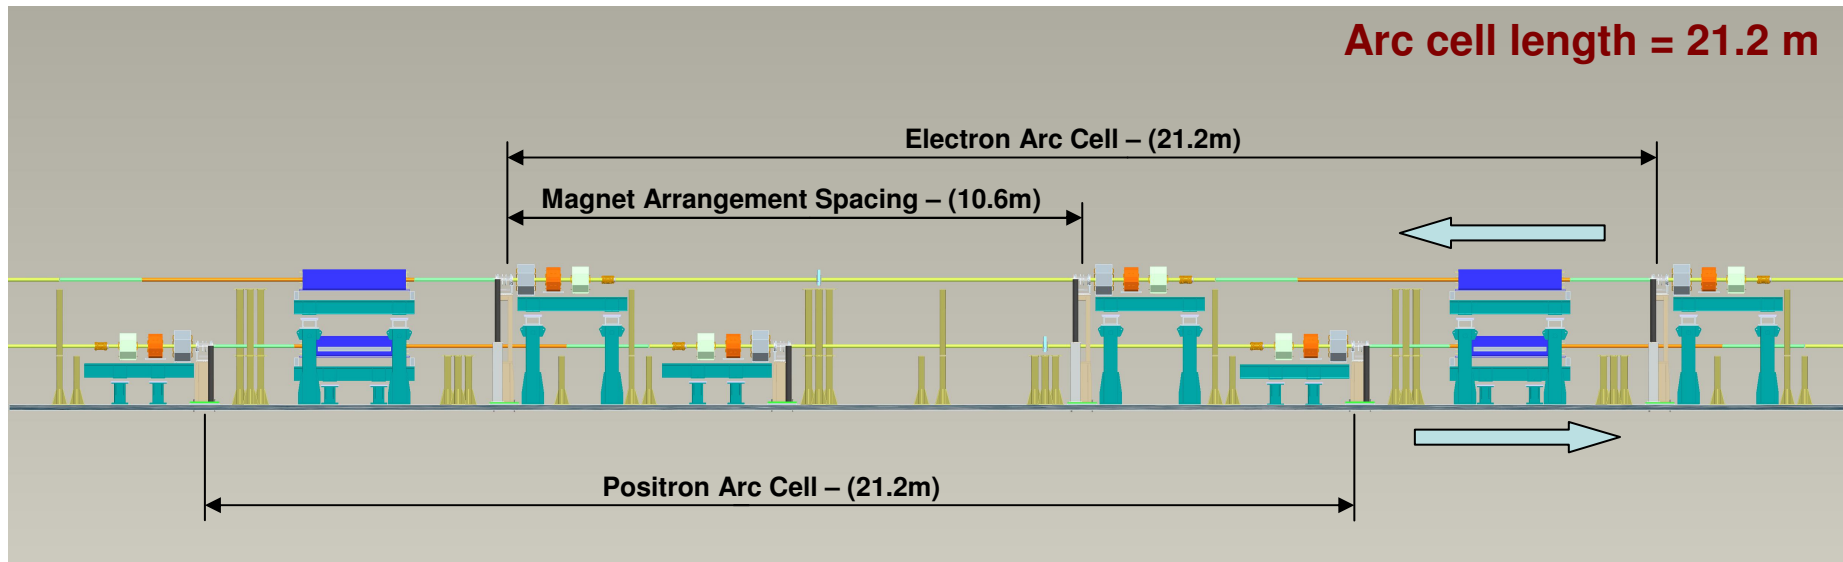 Arc cell length = 21.2 m
Electron Arc Cell – (21.2m)
Magnet Arrangement Spacing – (10.6m)
Positron Arc Cell – (21.2m)